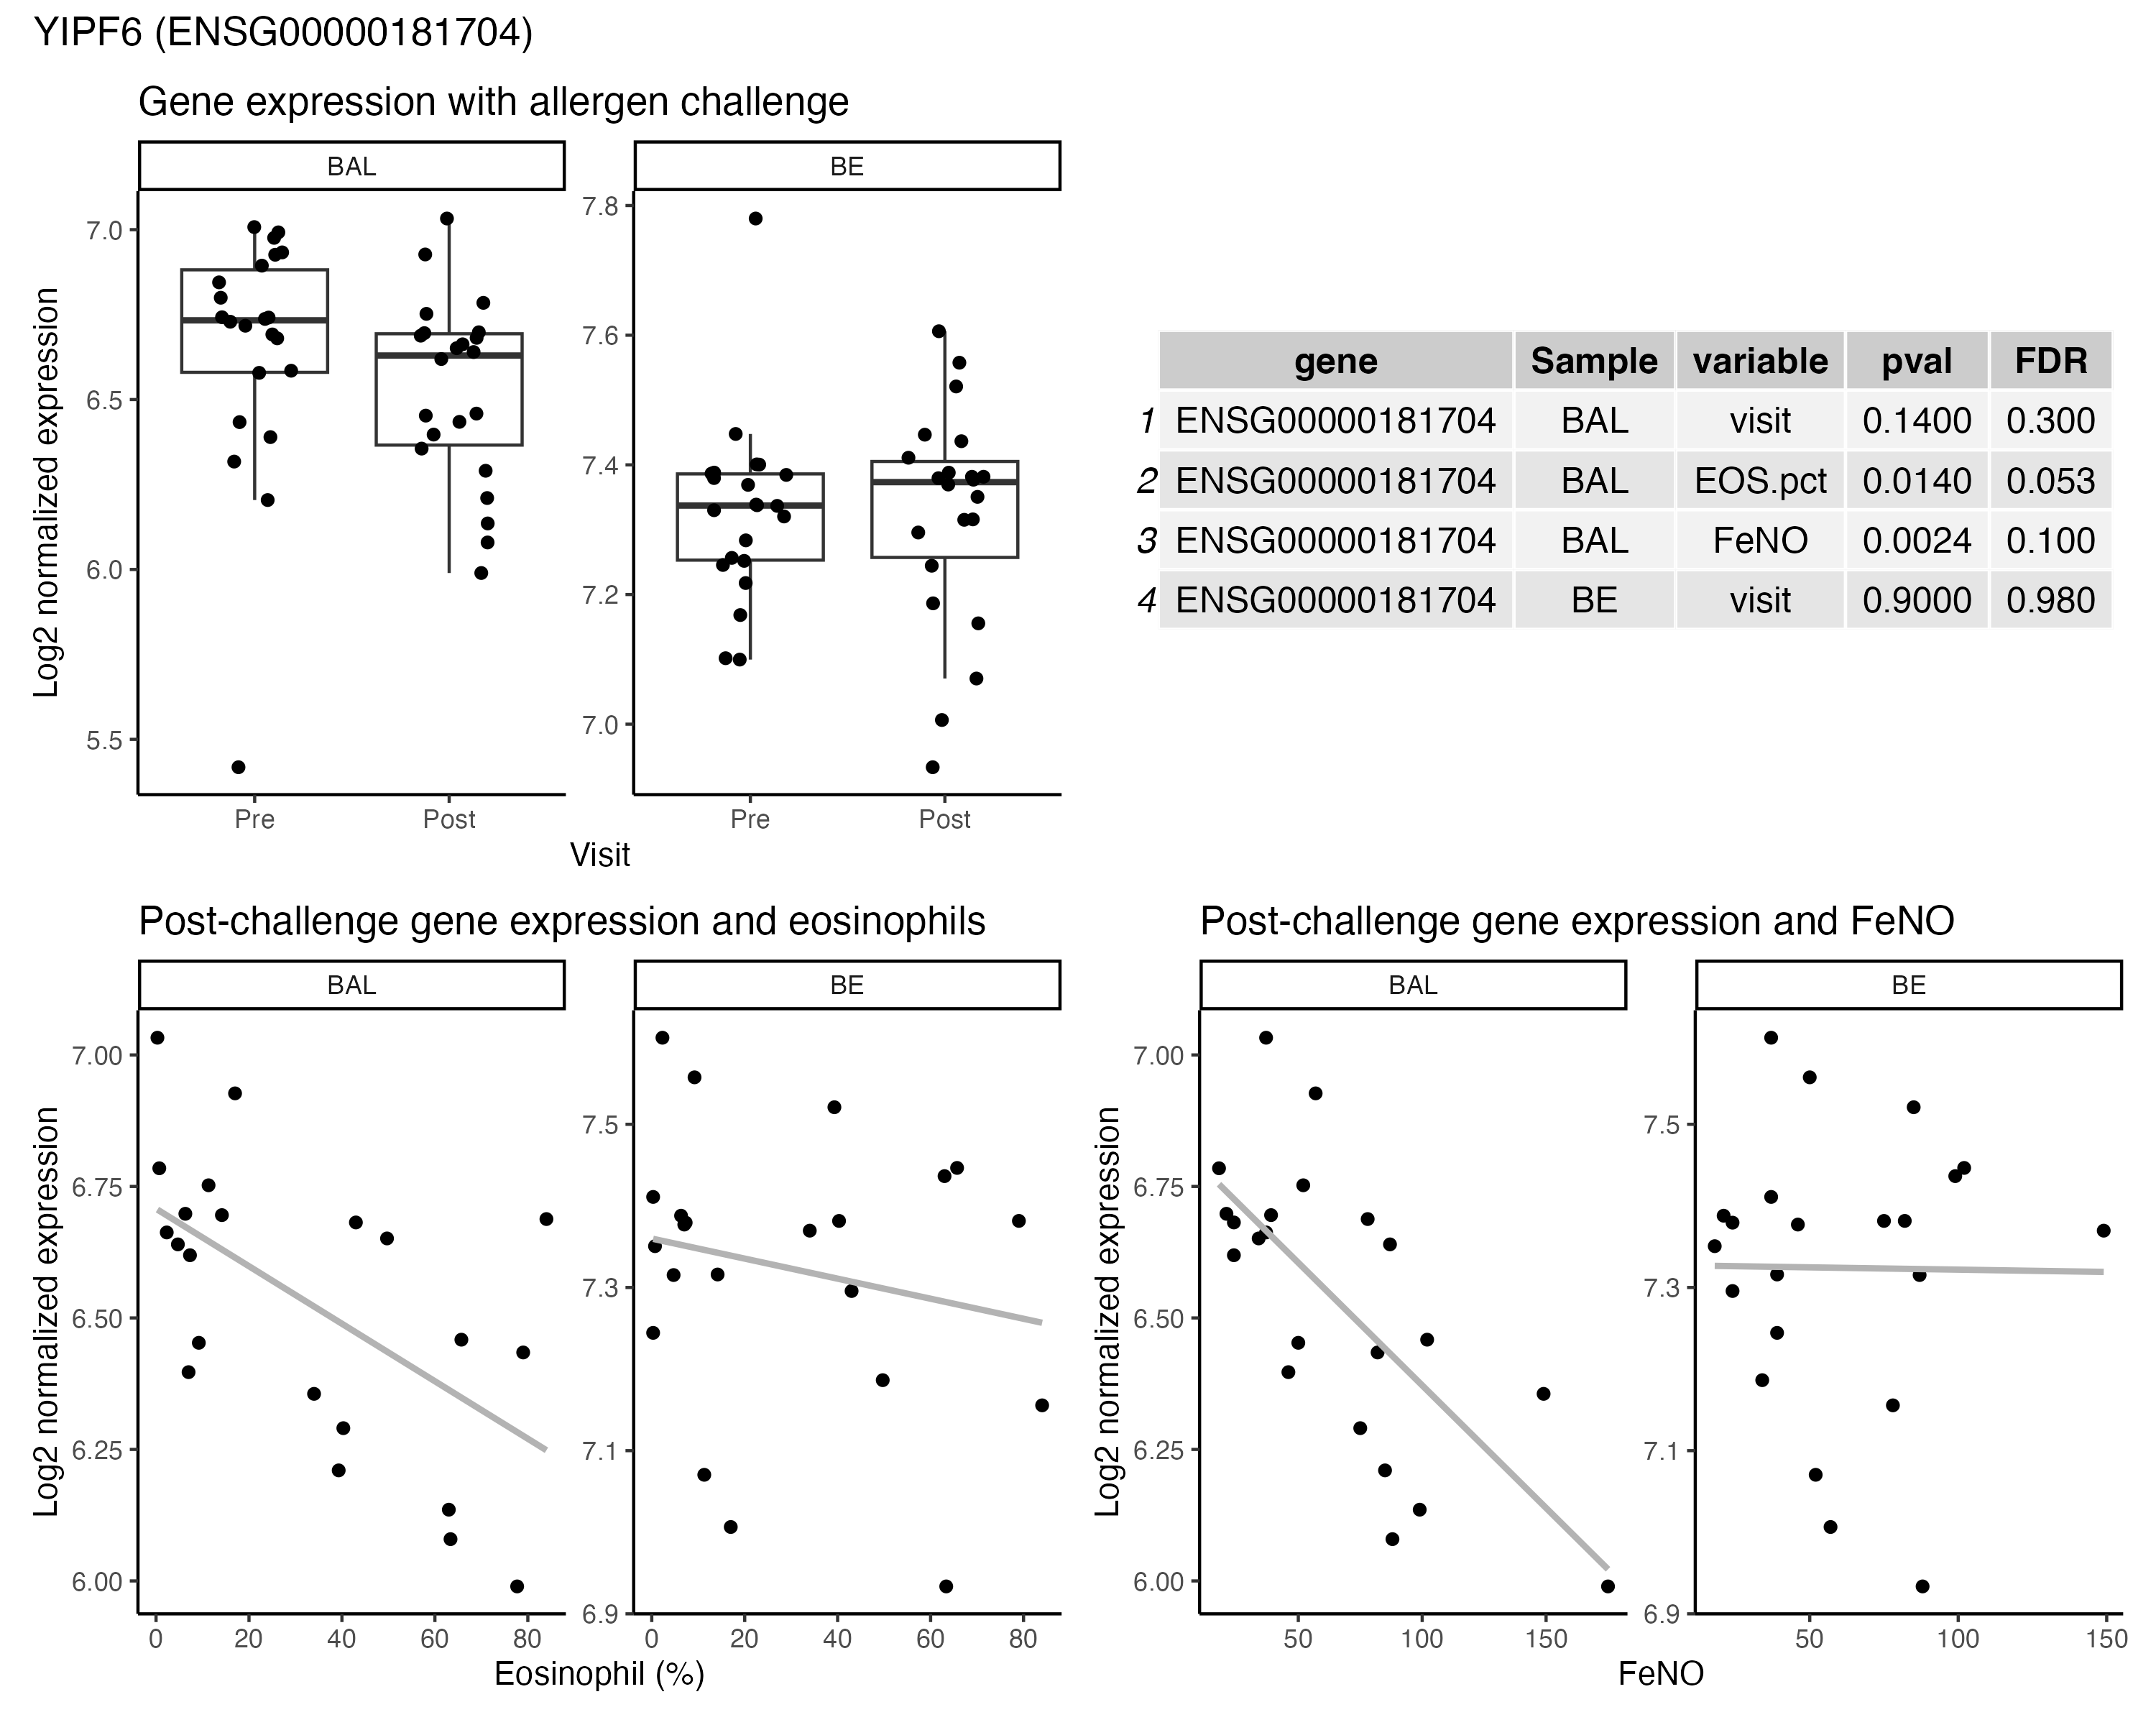 YIPF6 (ENSG00000181704)
Gene expression with allergen challenge
BAL
BE
Log2 normalized expression
7.0
6.5
6.0
5.5
7.8
7.6
7.4
7.2
7.0
Pre
Post
Pre
Post
Visit
gene Sample variable pval FDR
1 ENSG00000181704 BAL visit 0.1400 0.300
2 ENSG00000181704 BAL EOS.pct 0.0140 0.053
3 ENSG00000181704 BAL FeNO 0.0024 0.100
4 ENSG00000181704 BE visit 0.9000 0.980
Post-challenge gene expression and eosinophils
BAL
BE
Log2 normalized expression
7.00
6.75
6.50
6.25
6.00
7.5
7.3
7.1
6.9
0 20 40 60 80
0 20 40 60 80
Eosinophil (%)
Post-challenge gene expression and FeNO
BAL
BE
Log2 normalized expression
7.00
6.75
6.50
6.25
6.00
7.5
7.3
7.1
6.9
50 100 150
50 100 150
FeNO